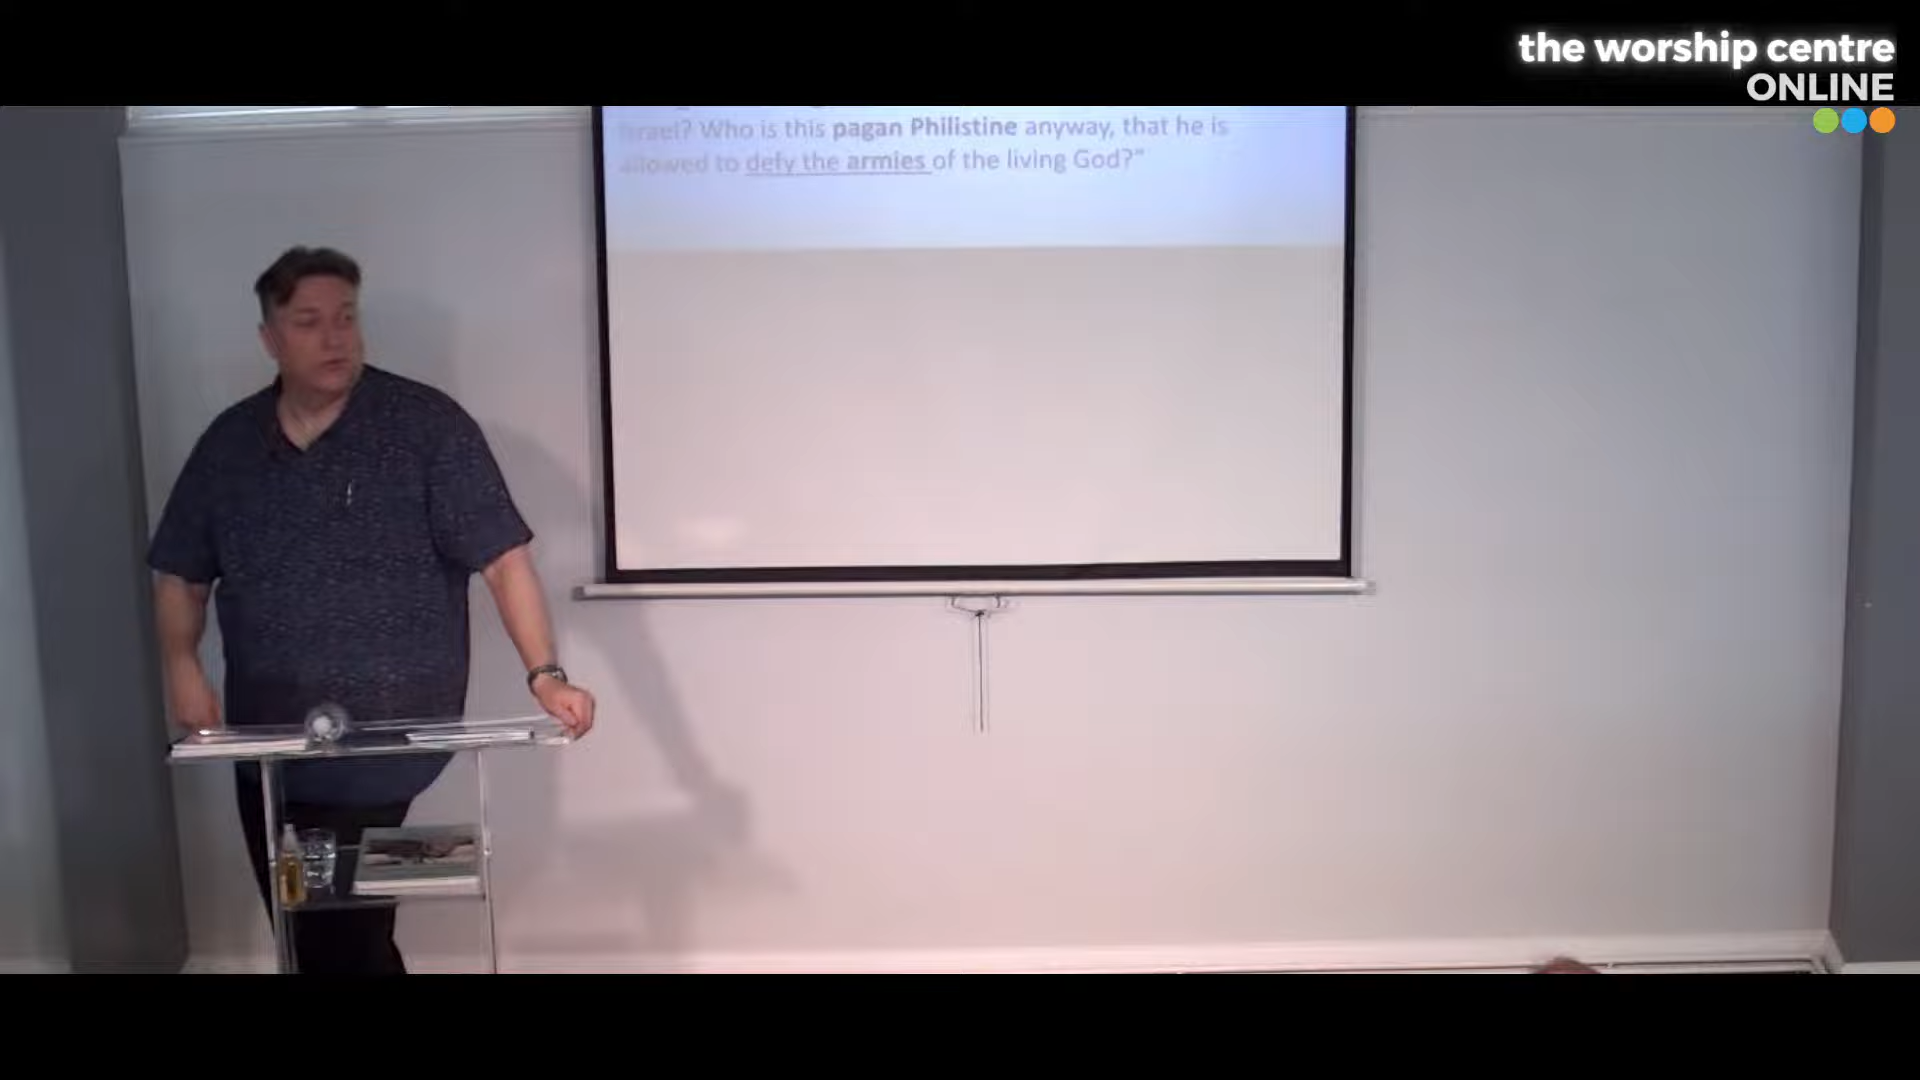 the worship centre
ONLINE
Israel? Who is this pagan Philistine anyway, that he is
allowed to defy the armies of the living God?"